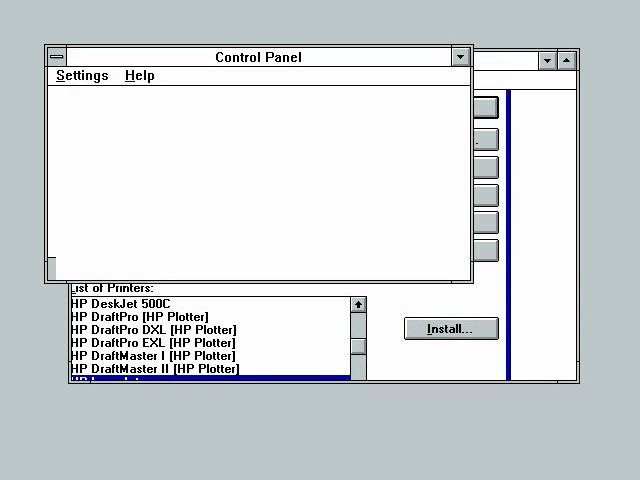 Control Panel
Settings Help
List of Printers:
HP DeskJet 500C
HP DraftPro [HP Plotter]
HP DraftPro DXL [HP Plotter]
HP DraftPro EXL [HP Plotter]
HP DraftMaster I [HP Plotter]
HP DraftMaster II [HP Plotter]
Install...